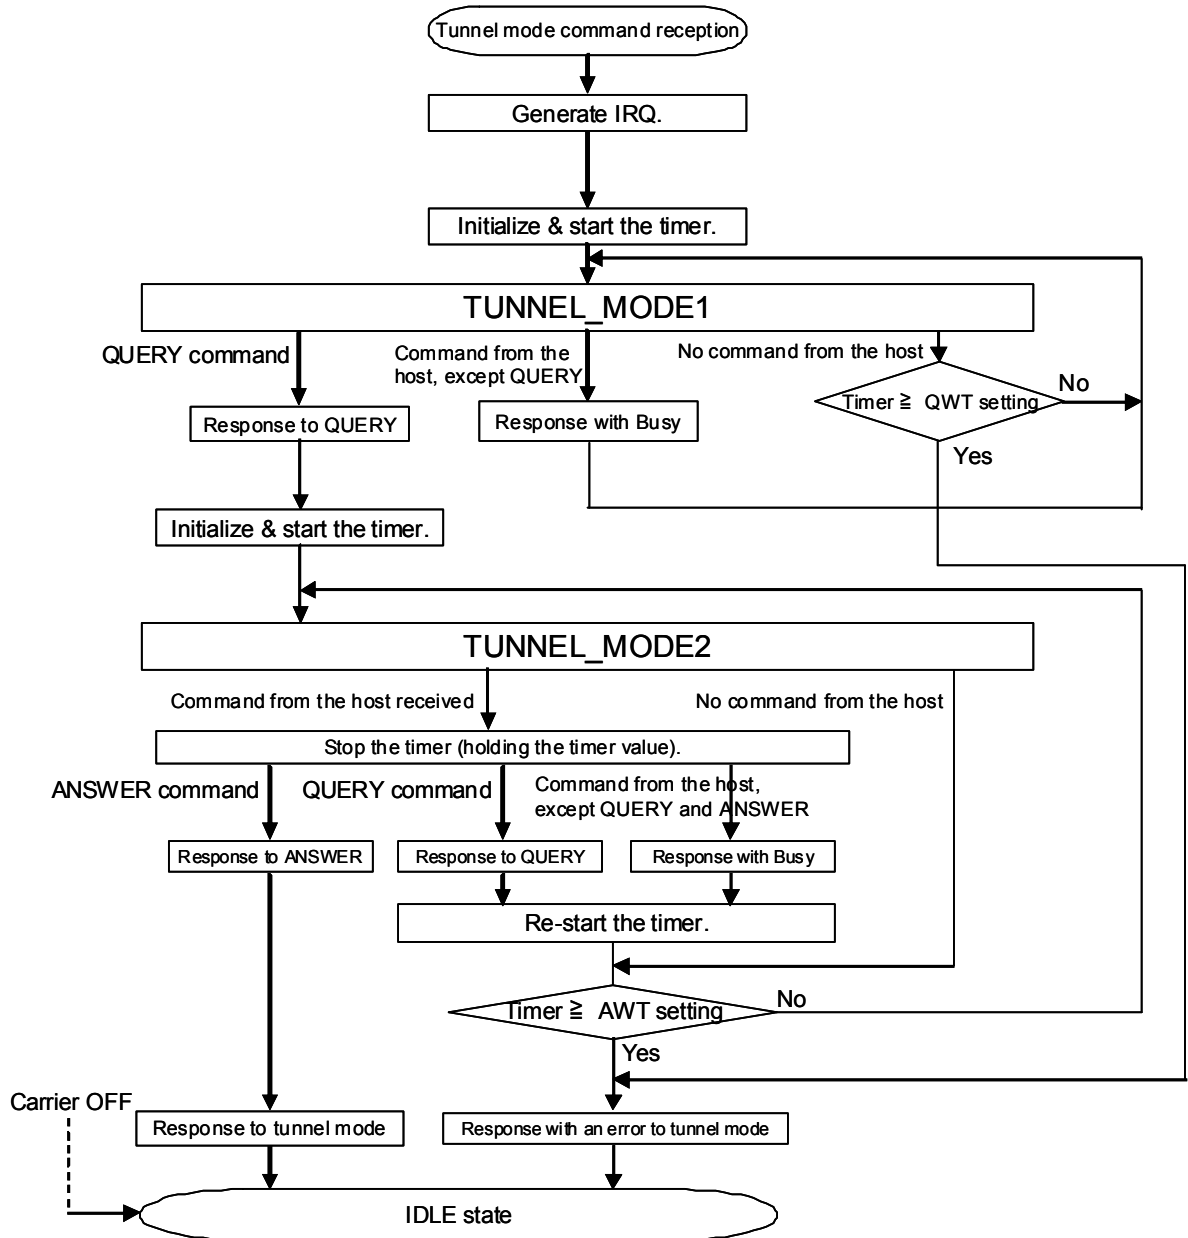 Tunnel mode command reception
Generate IRQ.
Initialize & start the timer.
TUNNEL_MODE1
QUERY command
Command from the
host, except QUERY
No command from the host
Timer ≧ QWT setting
No
Yes
Response to QUERY
Response with Busy
Initialize & start the timer.
TUNNEL_MODE2
Command from the host received
No command from the host
Stop the timer (holding the timer value).
ANSWER command
QUERY command
Command from the host,
except QUERY and ANSWER
Response to ANSWER
Response to QUERY
Response with Busy
Re-start the timer.
Timer ≧ AWT setting
No
Yes
Carrier OFF
Response to tunnel mode
Response with an error to tunnel mode
IDLE state